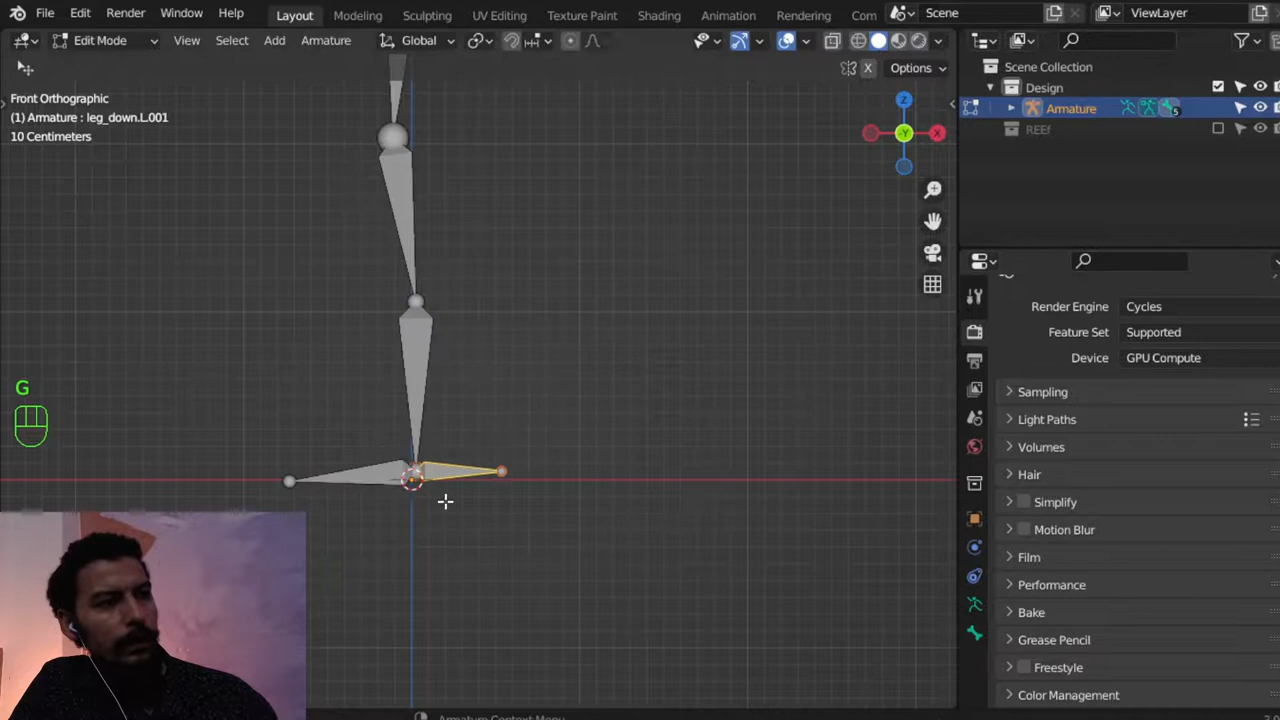 File Edit Render Window Help Layout Modeling Sculpting UV Editing Texture Paint Shading Animation Rendering Com Scene ViewLayer
Edit Mode View Select Add Armature Global
X Options
Front Orthographic
(1) Armature : leg_down.L.001
10 Centimeters
Z
-Y
X
Scene Collection
Design
Armature 5
REEf
G
Render Engine Cycles
Feature Set Supported
Device GPU Compute
Sampling
Light Paths
Volumes
Hair
Simplify
Motion Blur
Film
Performance
Bake
Grease Pencil
Freestyle
Color Management
Armature Context Menu